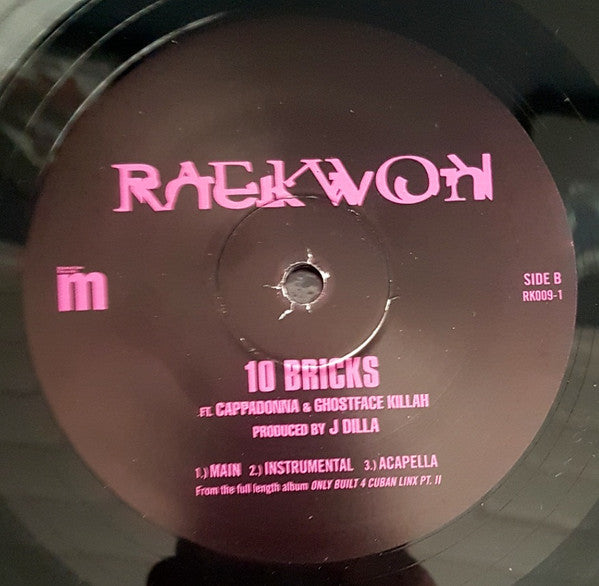 RAEKWON
m
SIDE B
RK009-1
10 BRICKS
FT. CAPPADONNA & GHOSTFACE KILLAH
PRODUCED BY J DILLA
1.) MAIN 2.) INSTRUMENTAL 3.) ACAPELLA
From the full length album ONLY BUILT 4 CUBAN LINX PT. II